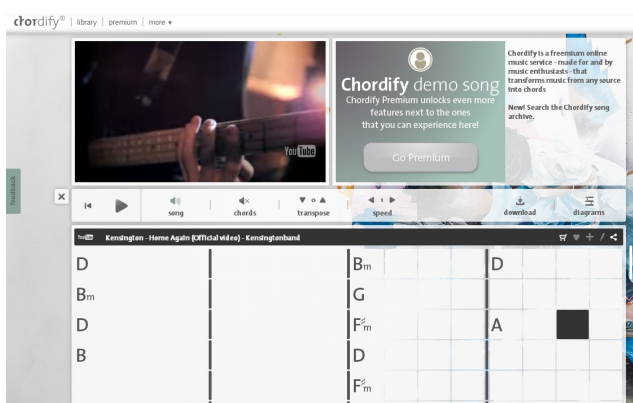 chordify® | library | premium | more ▾
YouTube
Chordify demo song
Chordify Premium unlocks even more
features next to the ones
that you can experience here!
Go Premium
Chordify is a freemium online
music service - made for and by
music enthusiasts - that
transforms music from any source
into chords
New! Search the Chordify song
archive.
feedback
song
chords
0
transpose
1
speed
download
diagrams
YouTube Kensington - Home Again (Official video) - Kensingtonband
D Bm D
Bm G
D F♯m A
B D
F♯m